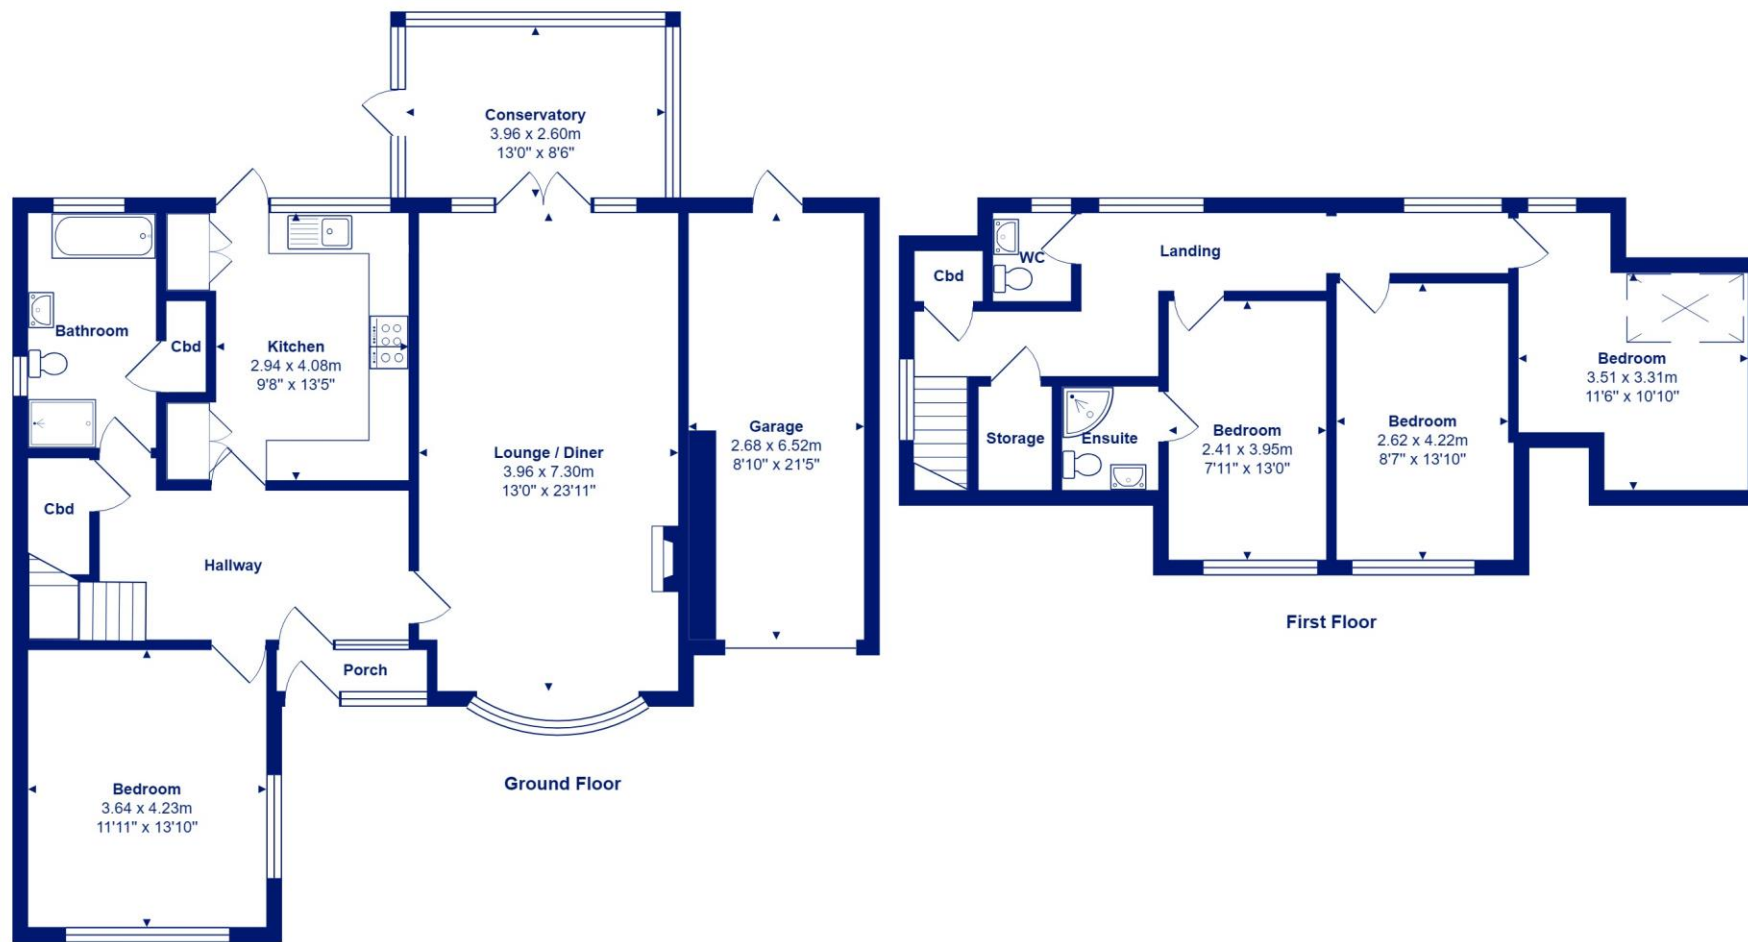 Conservatory
3.96 x 2.60m
13'0" x 8'6"
Bathroom
Cbd
Kitchen
2.94 x 4.08m
9'8" x 13'5"
Lounge / Diner
3.96 x 7.30m
13'0" x 23'11"
Garage
2.68 x 6.52m
8'10" x 21'5"
Cbd
Hallway
Porch
Bedroom
3.64 x 4.23m
11'11" x 13'10"
Ground Floor
Cbd
WC
Landing
Storage
Ensuite
Bedroom
2.41 x 3.95m
7'11" x 13'0"
Bedroom
2.62 x 4.22m
8'7" x 13'10"
Bedroom
3.51 x 3.31m
11'6" x 10'10"
First Floor